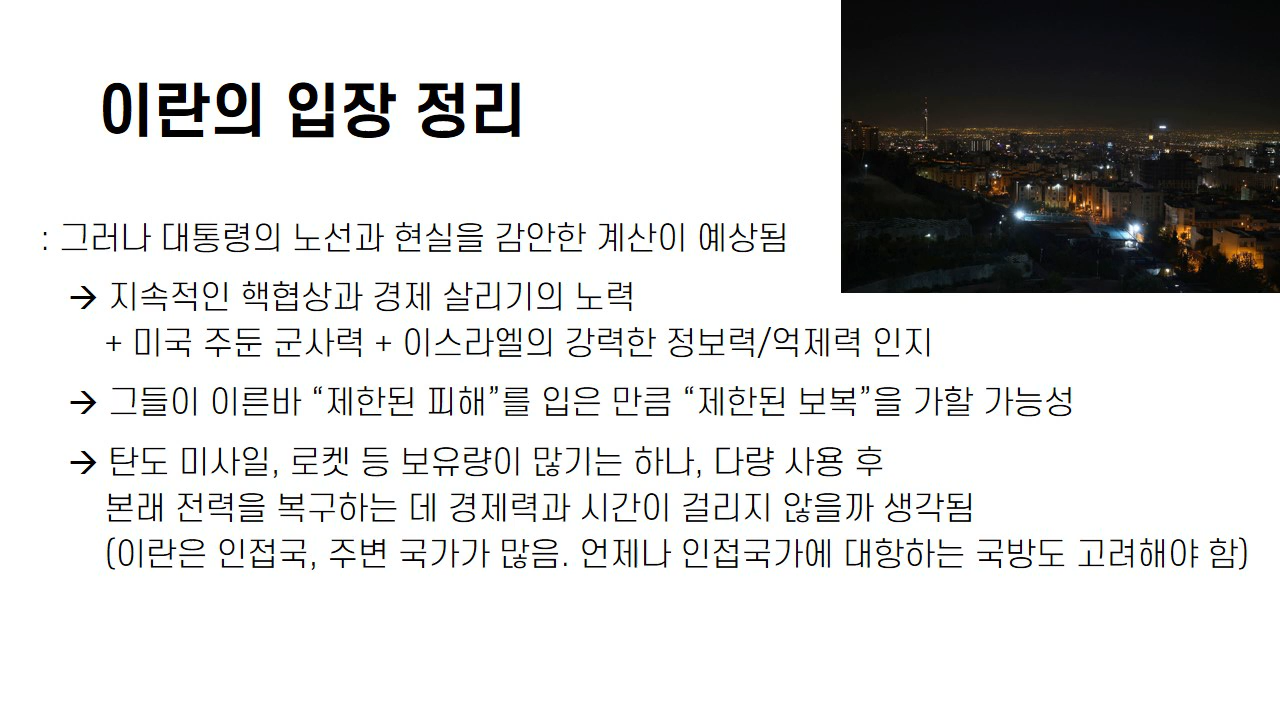 이란의 입장 정리
: 그러나 대통령의 노선과 현실을 감안한 계산이 예상됨
→ 지속적인 핵협상과 경제 살리기의 노력
+ 미국 주둔 군사력 + 이스라엘의 강력한 정보력/억제력 인지
→ 그들이 이른바 “제한된 피해”를 입은 만큼 “제한된 보복”을 가할 가능성
→ 탄도 미사일, 로켓 등 보유량이 많기는 하나, 다량 사용 후
본래 전력을 복구하는 데 경제력과 시간이 걸리지 않을까 생각됨
(이란은 인접국, 주변 국가가 많음. 언제나 인접국가에 대항하는 국방도 고려해야 함)